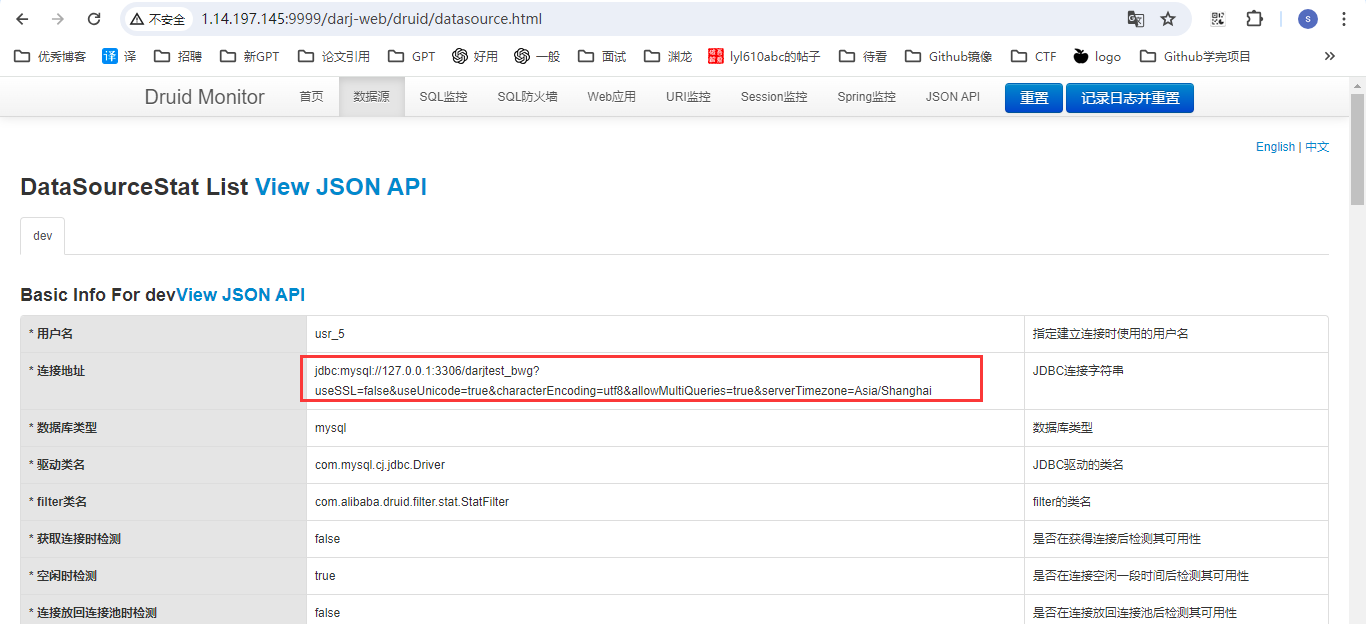 不安全 1.14.197.145:9999/darj-web/druid/datasource.html S
优秀博客 译 译 招聘 新GPT 论文引用 GPT 好用 一般 面试 渊龙 吾爱破解 lyl610abc的帖子 待看 Github镜像 CTF logo Github学完项目 »
Druid Monitor 首页 数据源 SQL监控 SQL防火墙 Web应用 URI监控 Session监控 Spring监控 JSON API 重置 记录日志并重置
English | 中文
DataSourceStat List View JSON API
dev
Basic Info For devView JSON API
* 用户名 usr_5 指定建立连接时使用的用户名
* 连接地址 jdbc:mysql://127.0.0.1:3306/darjtest_bwg? JDBC连接字符串
useSSL=false&useUnicode=true&characterEncoding=utf8&allowMultiQueries=true&serverTimezone=Asia/Shanghai
* 数据库类型 mysql 数据库类型
* 驱动类名 com.mysql.cj.jdbc.Driver JDBC驱动的类名
* filter类名 com.alibaba.druid.filter.stat.StatFilter filter的类名
* 获取连接时检测 false 是否在获得连接后检测其可用性
* 空闲时检测 true 是否在连接空闲一段时间后检测其可用性
* 连接放回连接池时检测 false 是否在连接放回连接池后检测其可用性